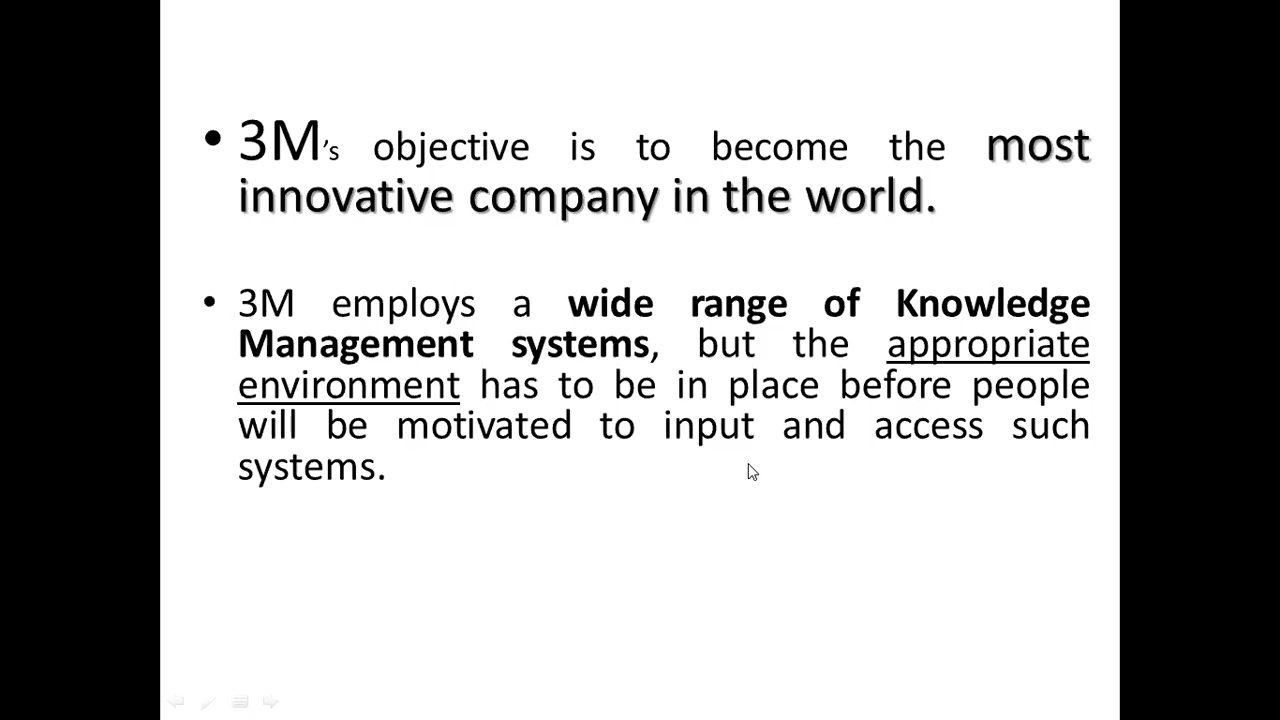 • 3M's objective is to become the most
innovative company in the world.
• 3M employs a wide range of Knowledge
Management systems, but the appropriate
environment has to be in place before people
will be motivated to input and access such
systems.